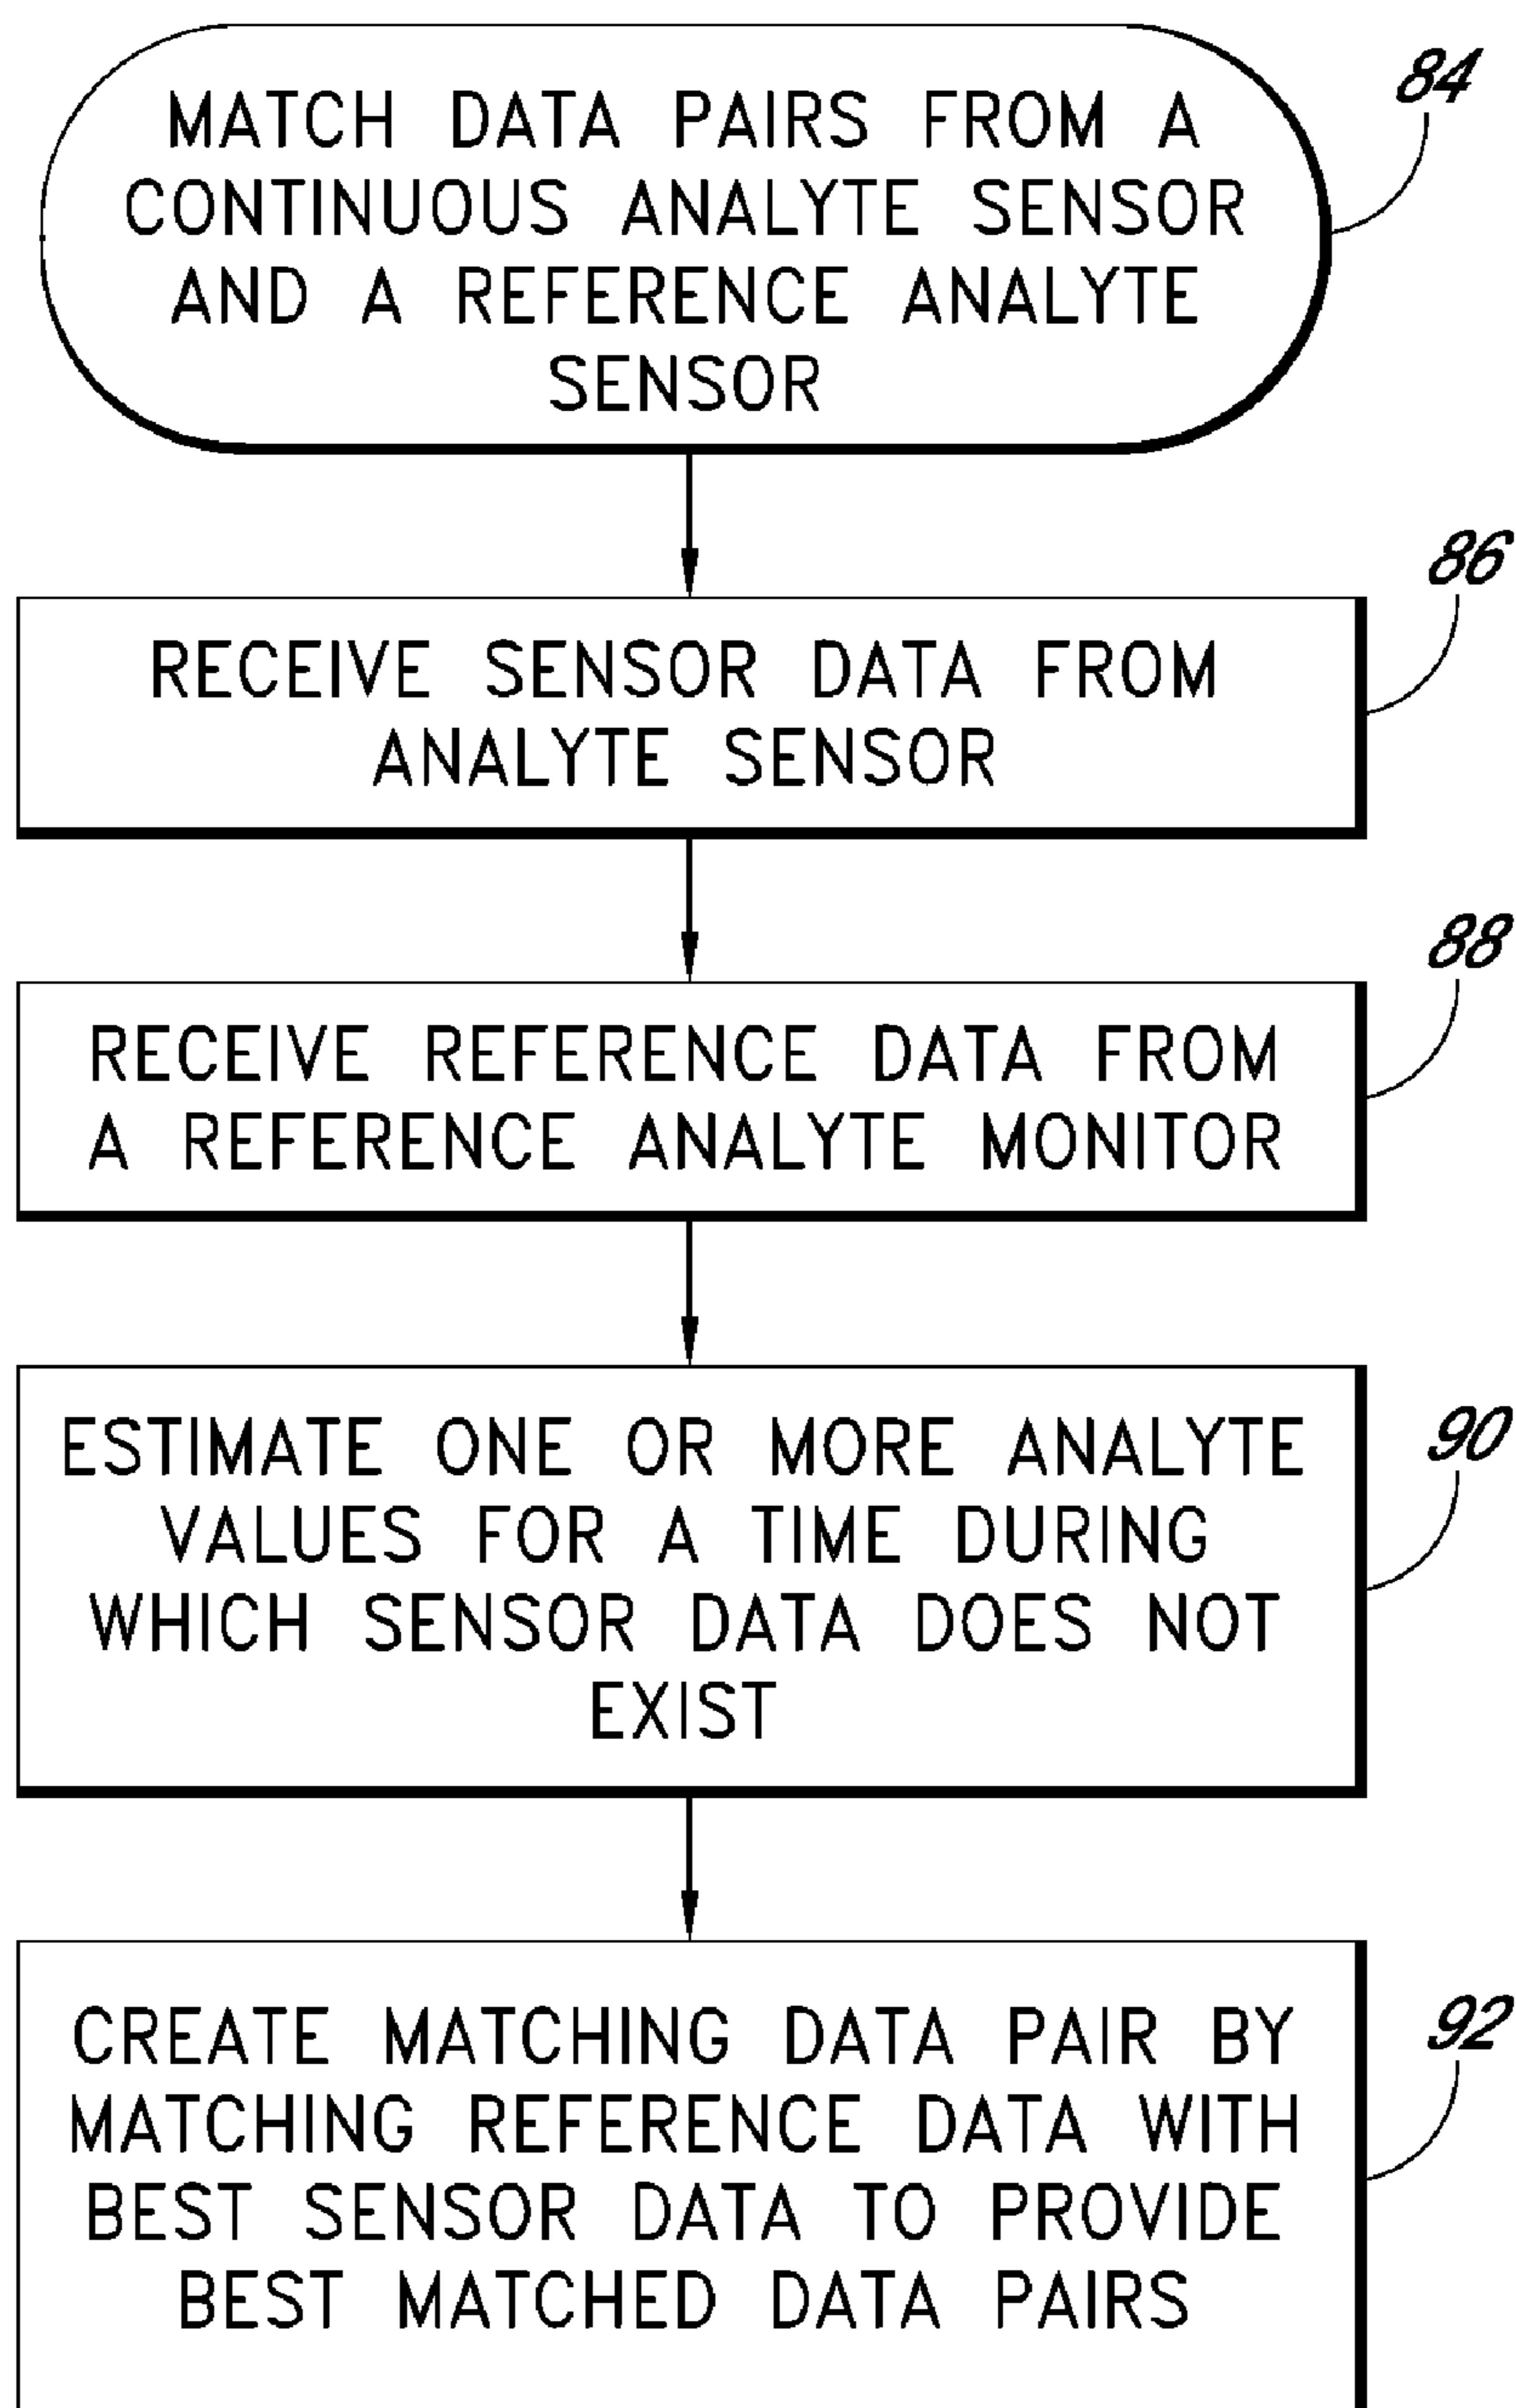 MATCH DATA PAIRS FROM A
CONTINUOUS ANALYTE SENSOR
AND A REFERENCE ANALYTE
SENSOR
84
RECEIVE SENSOR DATA FROM
ANALYTE SENSOR
86
RECEIVE REFERENCE DATA FROM
A REFERENCE ANALYTE MONITOR
88
ESTIMATE ONE OR MORE ANALYTE
VALUES FOR A TIME DURING
WHICH SENSOR DATA DOES NOT
EXIST
90
CREATE MATCHING DATA PAIR BY
MATCHING REFERENCE DATA WITH
BEST SENSOR DATA TO PROVIDE
BEST MATCHED DATA PAIRS
92